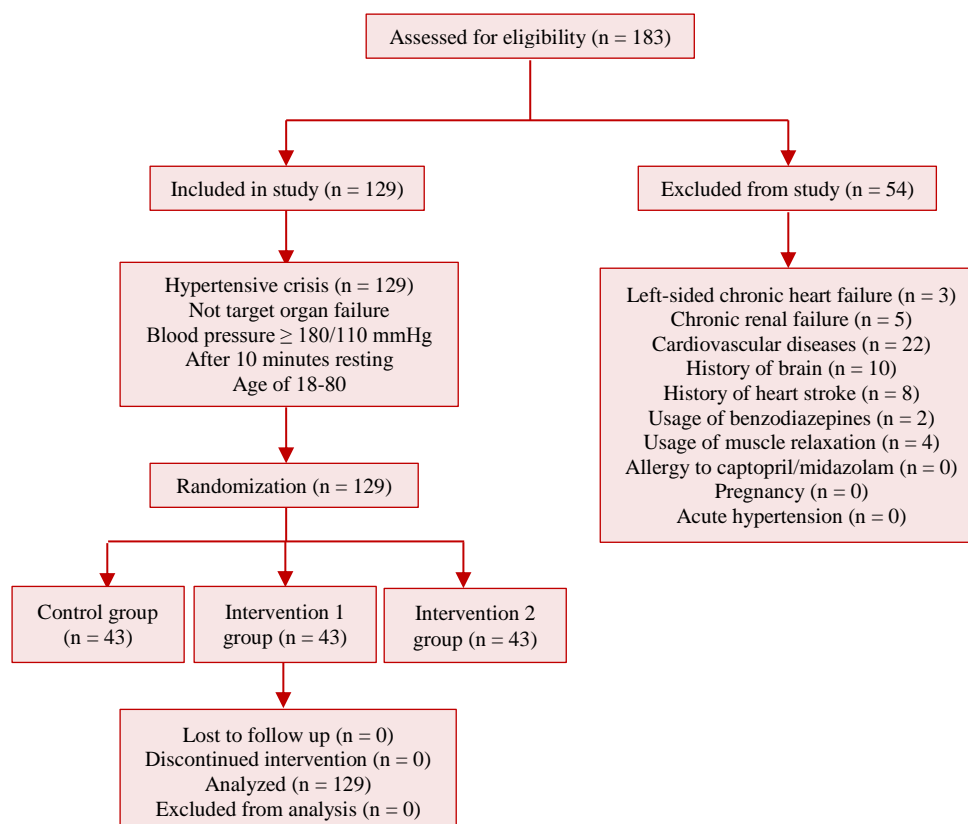 Assessed for eligibility (n = 183)
Included in study (n = 129)
Excluded from study (n = 54)
Hypertensive crisis (n = 129)
Not target organ failure
Blood pressure ≥ 180/110 mmHg
After 10 minutes resting
Age of 18-80
Left-sided chronic heart failure (n = 3)
Chronic renal failure (n = 5)
Cardiovascular diseases (n = 22)
History of brain (n = 10)
History of heart stroke (n = 8)
Usage of benzodiazepines (n = 2)
Usage of muscle relaxation (n = 4)
Allergy to captopril/midazolam (n = 0)
Pregnancy (n = 0)
Acute hypertension (n = 0)
Randomization (n = 129)
Control group
(n = 43)
Intervention 1
group (n = 43)
Intervention 2
group (n = 43)
Lost to follow up (n = 0)
Discontinued intervention (n = 0)
Analyzed (n = 129)
Excluded from analysis (n = 0)